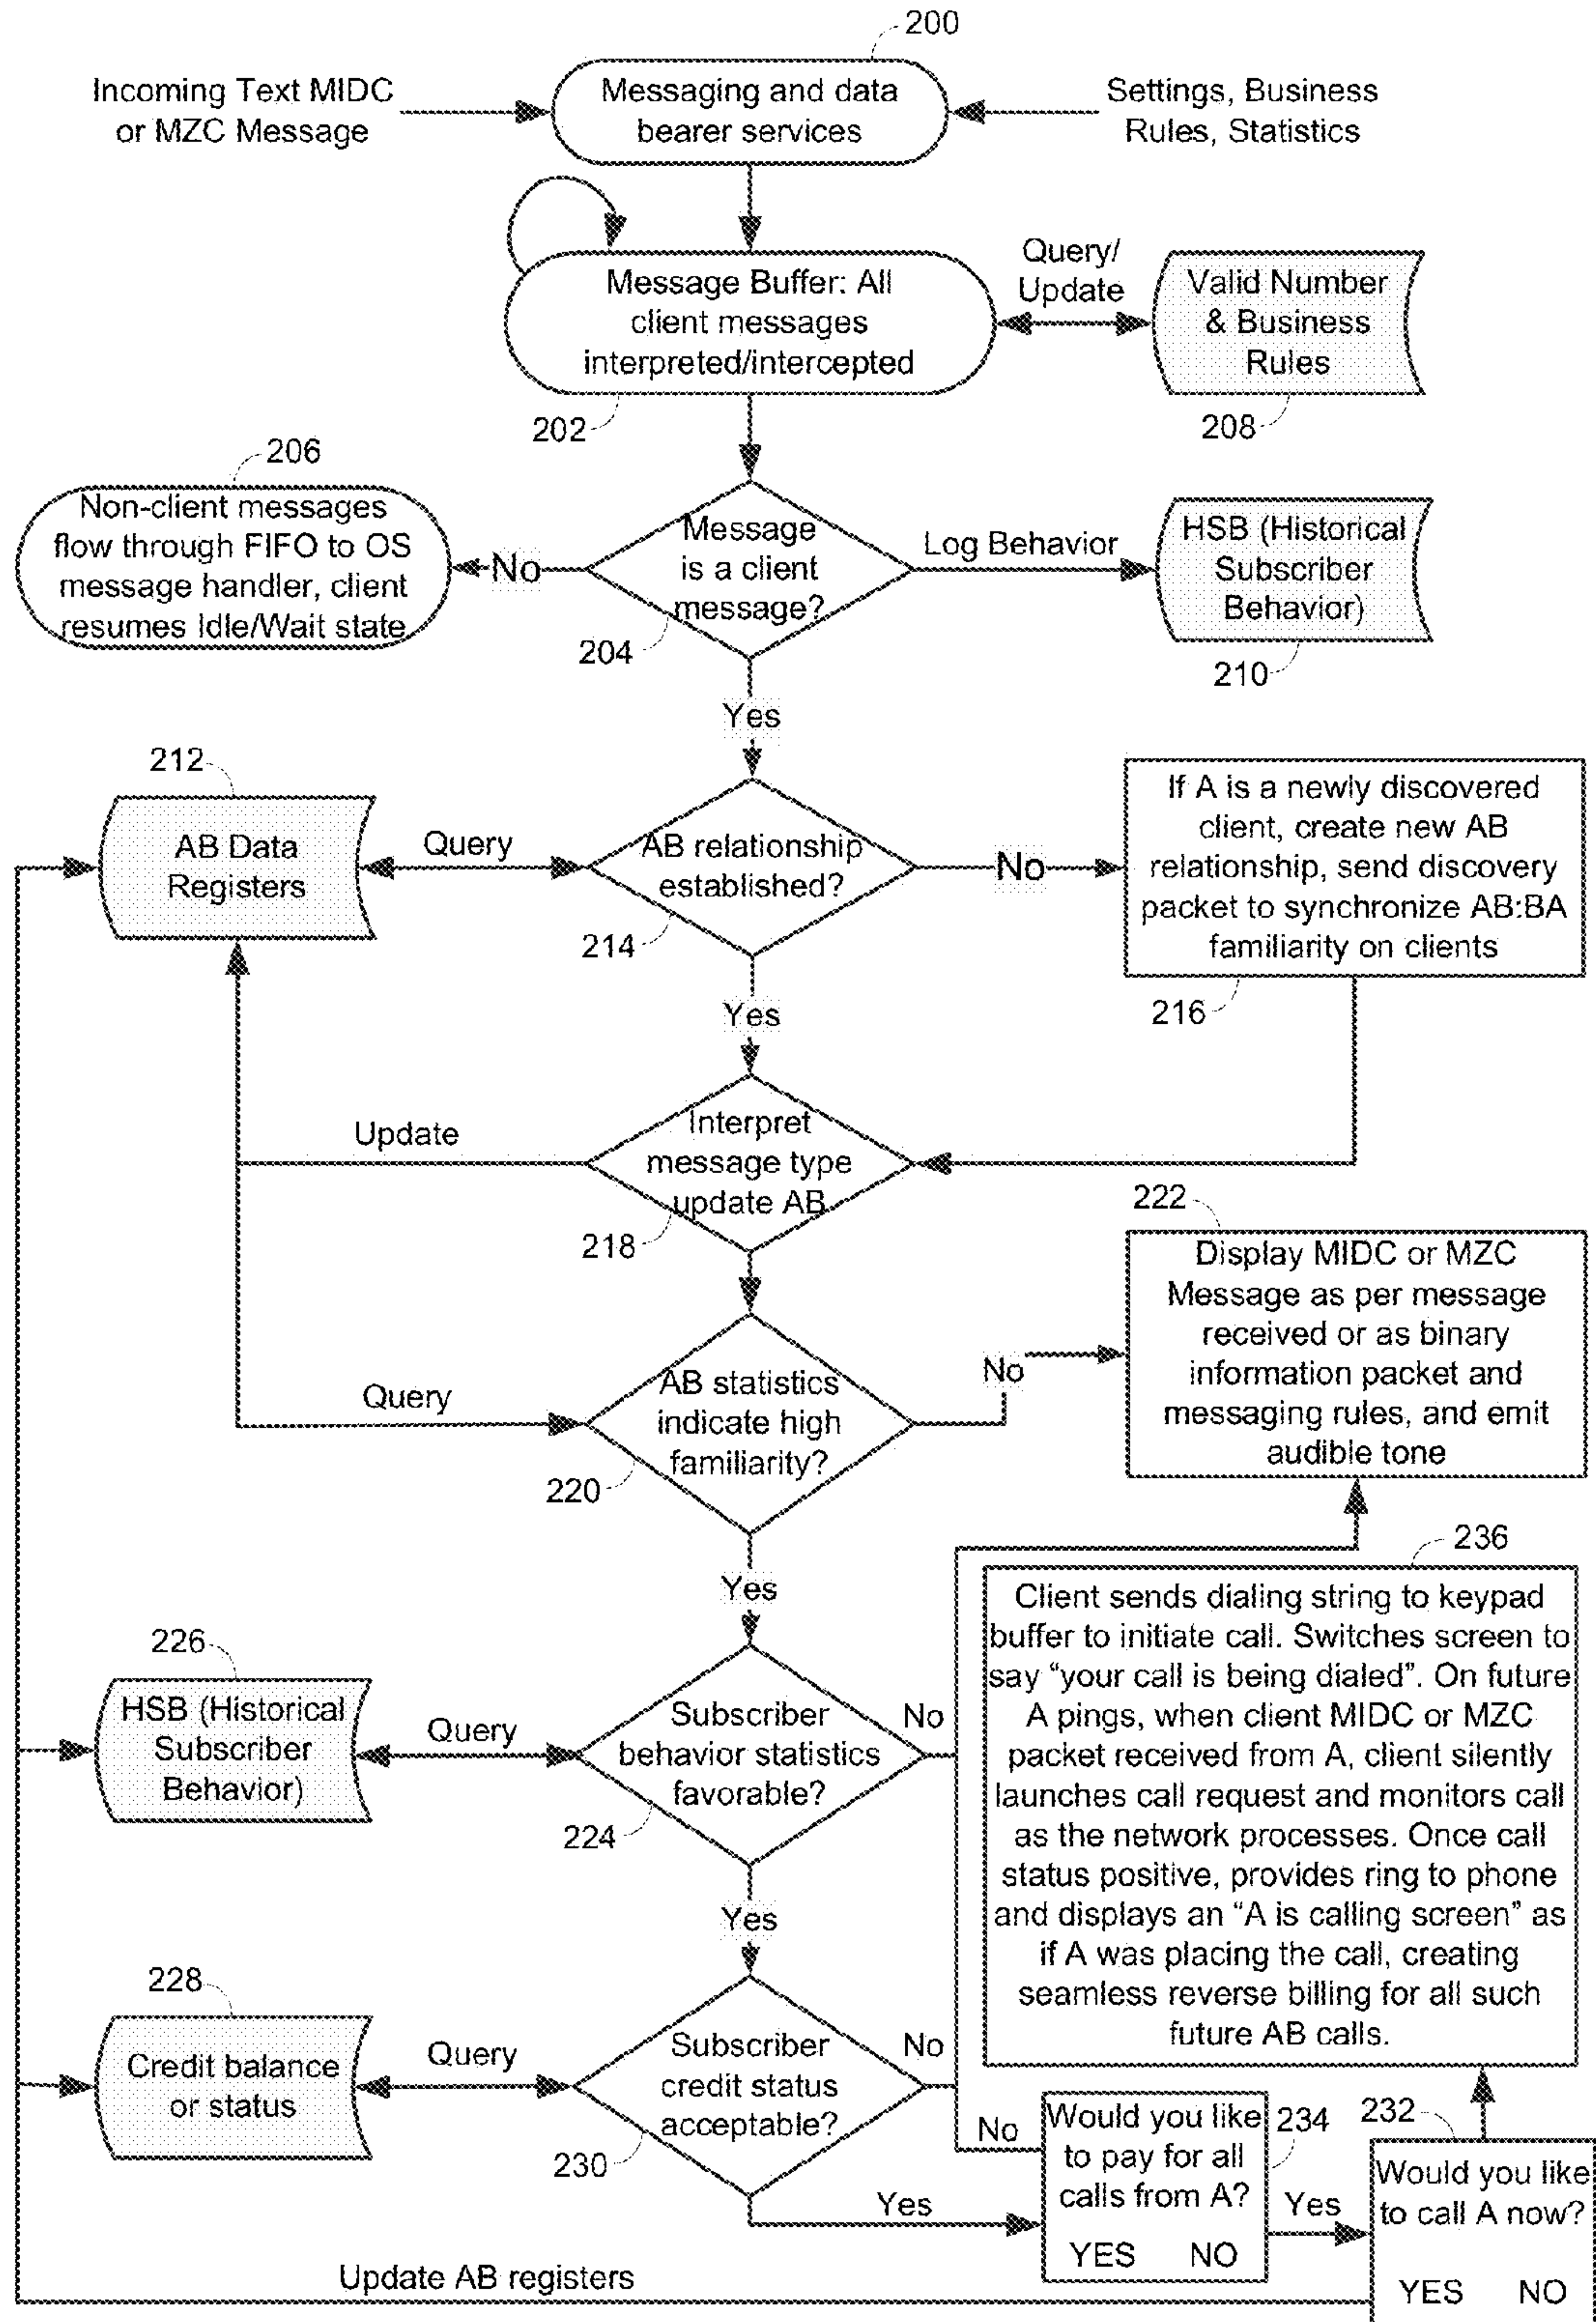 200
Incoming Text MIDC
or MZC Message
Messaging and data
bearer services
Settings, Business
Rules, Statistics
Message Buffer: All
client messages
interpreted/intercepted
202
Query/
Update
Valid Number
& Business
Rules
208
206
Non-client messages
flow through FIFO to OS
message handler, client
resumes Idle/Wait state
No
Message
is a client
message?
204
Log Behavior
HSB (Historical
Subscriber
Behavior)
210
Yes
212
AB Data
Registers
Query
AB relationship
established?
214
No
If A is a newly discovered
client, create new AB
relationship, send discovery
packet to synchronize AB:BA
familiarity on clients
216
Yes
Update
Interpret
message type
update AB
218
222
Display MIDC or MZC
Message as per message
received or as binary
information packet and
messaging rules, and emit
audible tone
Query
AB statistics
indicate high
familiarity?
220
No
Yes
236
Client sends dialing string to keypad
buffer to initiate call. Switches screen to
say “your call is being dialed”. On future
A pings, when client MIDC or MZC
packet received from A, client silently
launches call request and monitors call
as the network processes. Once call
status positive, provides ring to phone
and displays an “A is calling screen” as
if A was placing the call, creating
seamless reverse billing for all such
future AB calls.
226
HSB (Historical
Subscriber
Behavior)
Query
Subscriber
behavior statistics
favorable?
224
No
Yes
228
Credit balance
or status
Query
Subscriber
credit status
acceptable?
230
No
No
Yes
Would you like
to pay for all
calls from A?
YES NO
234
Yes
232
Would you like
to call A now?
YES NO
Update AB registers